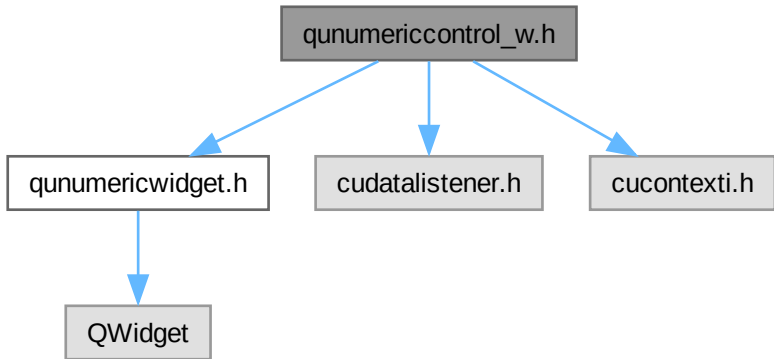 qunumericcontrol_w.h
qunumericwidget.h
cudatalistener.h
cucontexti.h
QWidget